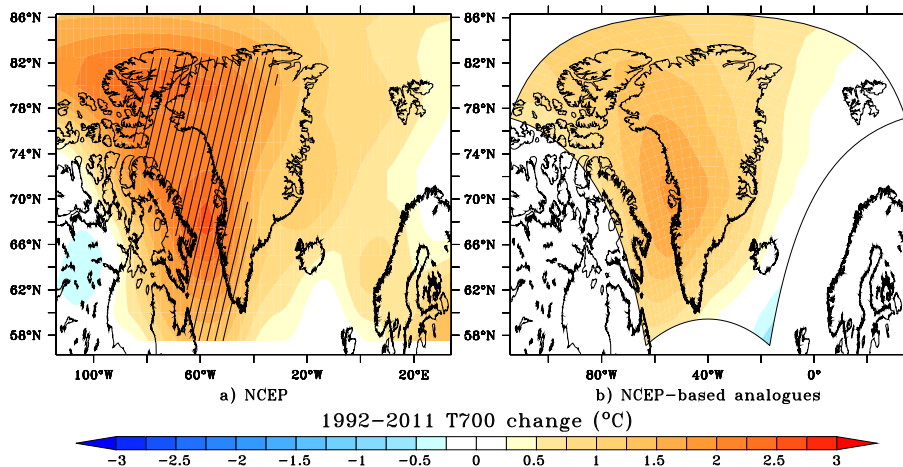 86°N 86°N
82°N 82°N
78°N 78°N
74°N 74°N
70°N 70°N
66°N 66°N
62°N 62°N
58°N 58°N
100°W 60°W 20°W 20°E 80°W 40°W 0°
a) NCEP b) NCEP-based analogues
1992-2011 T700 change (°C)
-3 -2.5 -2 -1.5 -1 -0.5 0 0.5 1 1.5 2 2.5 3